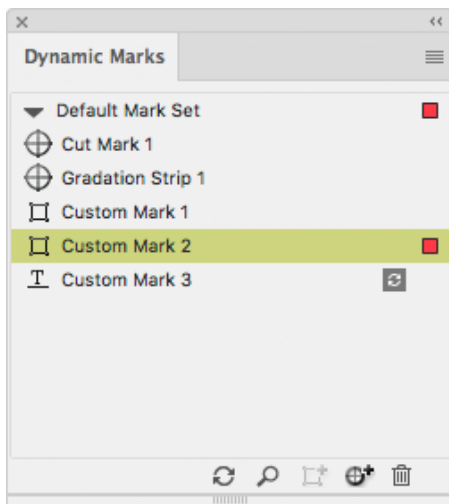 Dynamic Marks
Default Mark Set
Cut Mark 1
Gradation Strip 1
Custom Mark 1
Custom Mark 2
Custom Mark 3